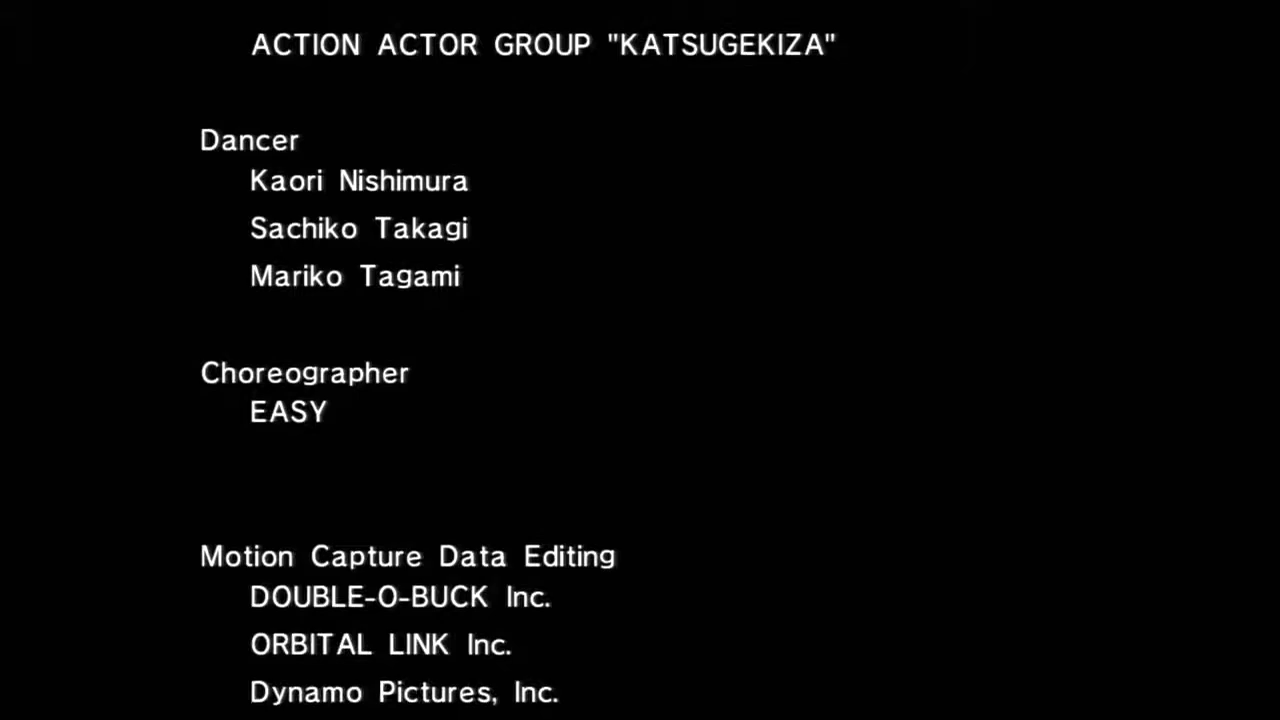 ACTION ACTOR GROUP "KATSUGEKIZA"
Dancer
Kaori Nishimura
Sachiko Takagi
Mariko Tagami
Choreographer
EASY
Motion Capture Data Editing
DOUBLE-O-BUCK Inc.
ORBITAL LINK Inc.
Dynamo Pictures, Inc.